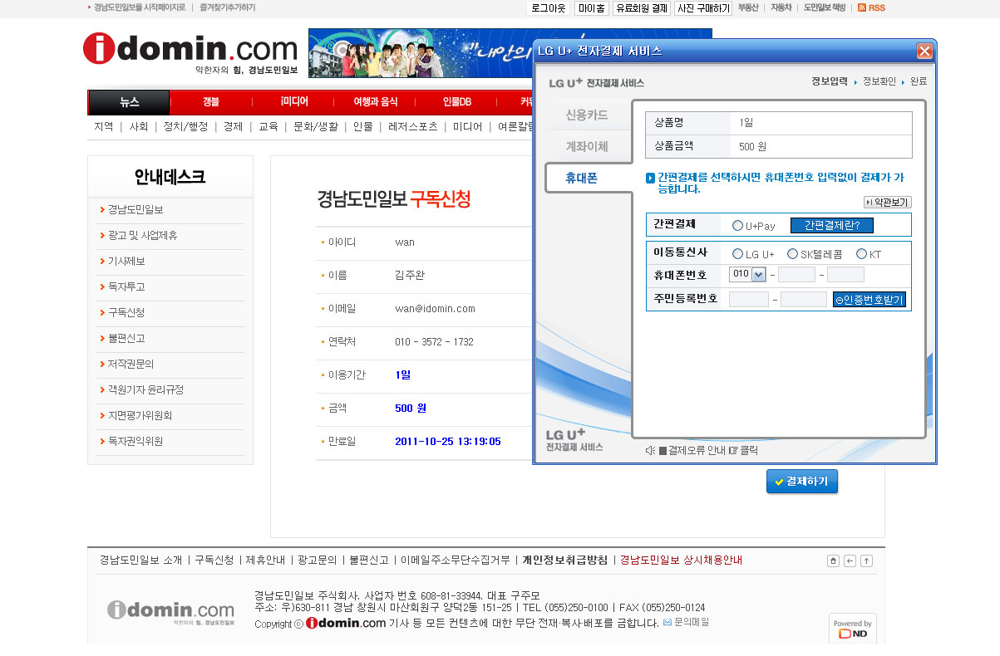 경남도민일보를 시작페이지로 | 즐겨찾기추가하기
로그아웃 마이홈 유료회원 결제 사진 구매하기 부동산 | 자동차 | 도민일보 책방 | RSS
idomin.com
약한자의 힘, 경남도민일보
"내안의
뉴스 갱블 i미디어 여행과 음식 인물DB 커뮤
지역 | 사회 | 정치/행정 | 경제 | 교육 | 문화/생활 | 인물 | 레저스포츠 | 미디어 | 여론칼럼
안내데스크
경남도민일보
광고 및 사업제휴
기사제보
독자투고
구독신청
불편신고
저작권문의
객원기자 윤리규정
지면평가위원회
독자권익위원
경남도민일보 구독신청
아이디 wan
이름 김주완
이메일 wan@idomin.com
연락처 010 - 3572 - 1732
이용기간 1일
금액 500 원
만료일 2011-10-25 13:19:05
LG U+ 전자결제 서비스
LG U+ 전자결제 서비스 정보입력 정보확인 완료
신용카드
계좌이체
휴대폰
상품명 1일
상품금액 500 원
간편결제를 선택하시면 휴대폰번호 입력없이 결제가 가
능합니다.
약관보기
간편결제 U+Pay 간편결제란?
이동통신사 LG U+ SK텔레콤 KT
휴대폰번호 010 - -
주민등록번호 - 인증번호받기
LG U+
전자결제 서비스
■결제오류 안내☞클릭
결제하기
경남도민일보 소개 | 구독신청 | 제휴안내 | 광고문의 | 불편신고 | 이메일주소무단수집거부 | 개인정보취급방침 | 경남도민일보 상시채용안내
idomin.com
약한자의 힘, 경남도민일보
경남도민일보 주식회사. 사업자 번호 608-81-33944. 대표 구주모
주소: 우)630-811 경남 창원시 마산회원구 양덕2동 151-25 | TEL (055)250-0100 | FAX (055)250-0124
Copyright ⓒ idomin.com 기사 등 모든 컨텐츠에 대한 무단 전재·복사·배포를 금합니다. 문의메일
Powered by
DND